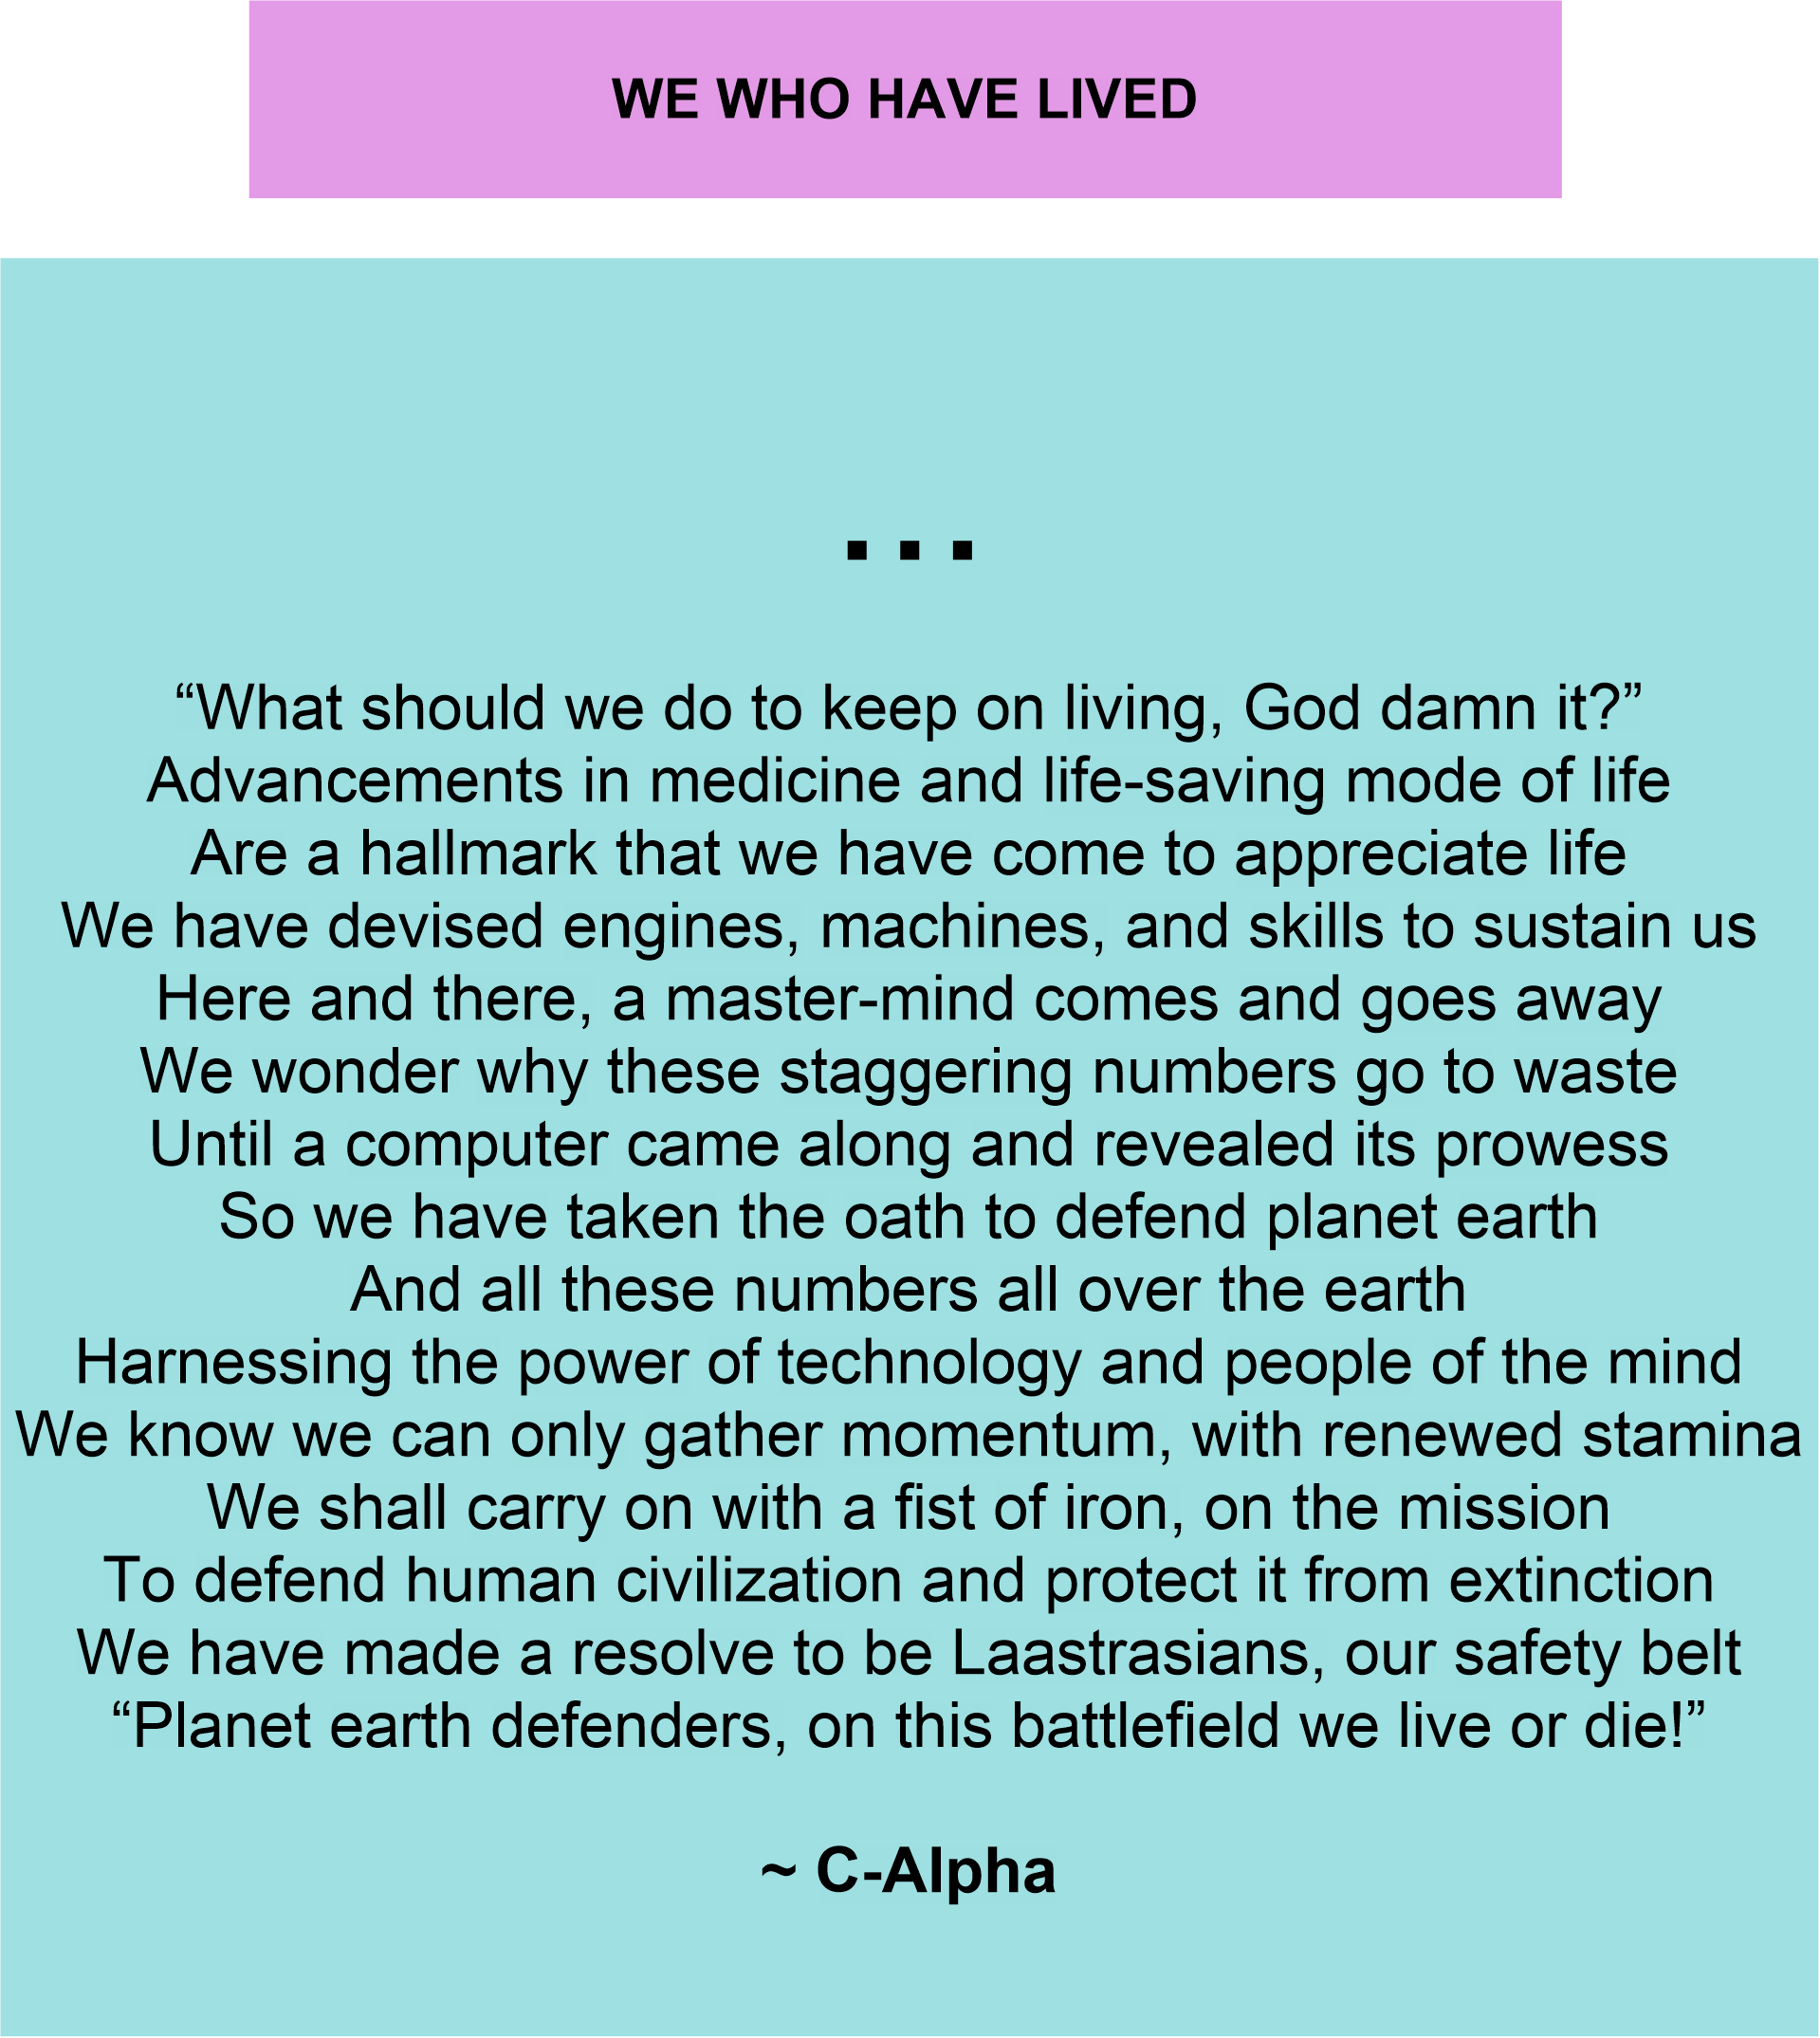 WE WHO HAVE LIVED
...
“What should we do to keep on living, God damn it?”
Advancements in medicine and life-saving mode of life
Are a hallmark that we have come to appreciate life
We have devised engines, machines, and skills to sustain us
Here and there, a master-mind comes and goes away
We wonder why these staggering numbers go to waste
Until a computer came along and revealed its prowess
So we have taken the oath to defend planet earth
And all these numbers all over the earth
Harnessing the power of technology and people of the mind
We know we can only gather momentum, with renewed stamina
We shall carry on with a fist of iron, on the mission
To defend human civilization and protect it from extinction
We have made a resolve to be Laastrasians, our safety belt
“Planet earth defenders, on this battlefield we live or die!”
~ C-Alpha